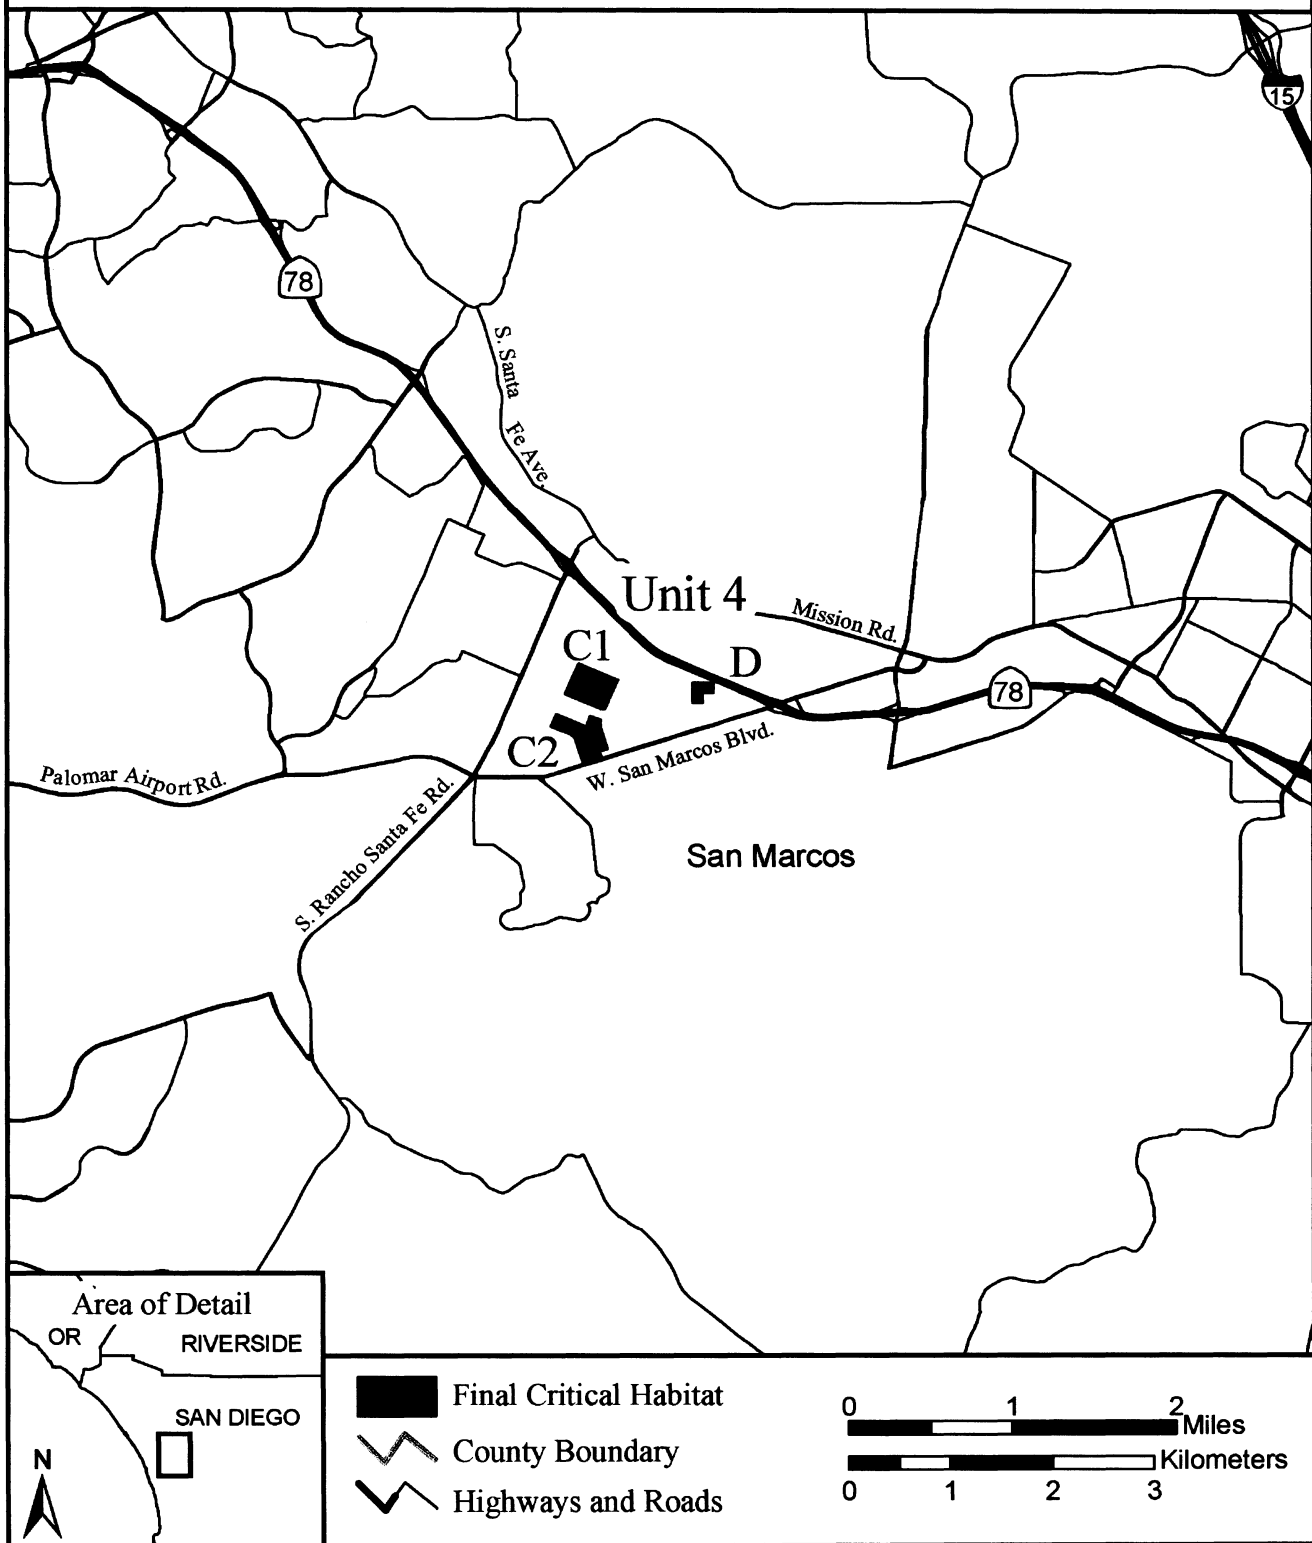 15
78
S. Santa Fe Ave.
Unit 4
Mission Rd.
C1
D
78
C2
W. San Marcos Blvd.
Palomar Airport Rd.
S. Rancho Santa Fe Rd.
San Marcos
Area of Detail
OR
RIVERSIDE
SAN DIEGO
N
Final Critical Habitat
County Boundary
Highways and Roads
0 1 2
Miles
Kilometers
0 1 2 3